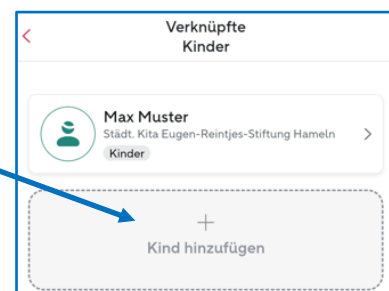 Verknüpfte
Kinder
Max Muster
Städt. Kita Eugen-Reintjes-Stiftung Hameln
Kinder
Kind hinzufügen